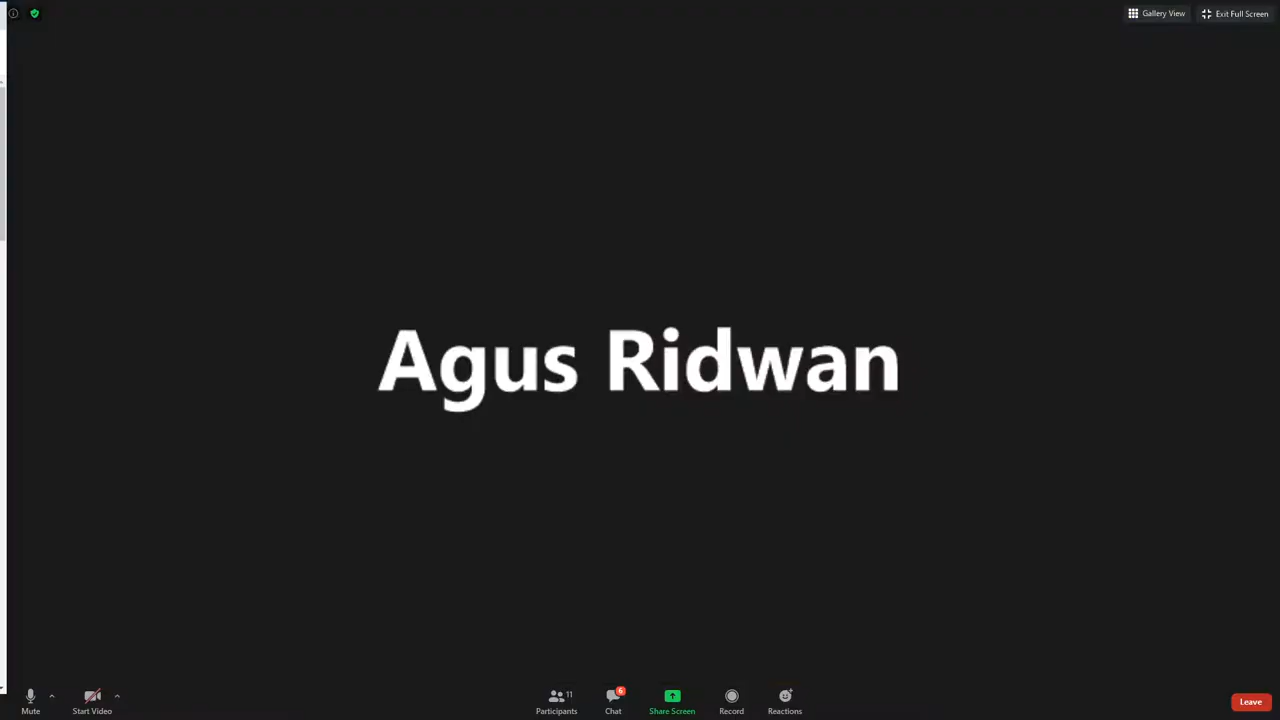 Gallery View
Exit Full Screen
Agus Ridwan
11
6
Mute
Start Video
Participants
Chat
Share Screen
Record
Reactions
Leave